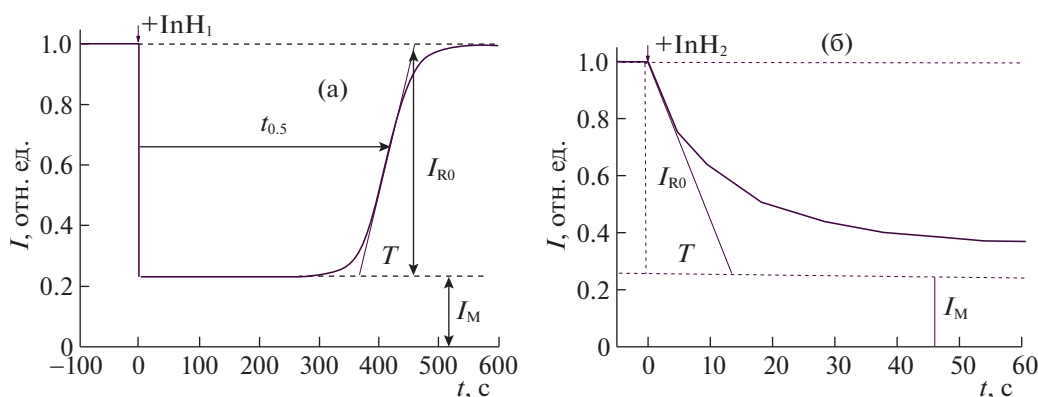 +InH1
(а)
1.0
0.8
0.6
0.4
0.2
0
I, отн. ед.
t0.5
IR0
T
IM
−100 0 100 200 300 400 500 600
t, с
+InH2
(б)
1.0
0.8
0.6
0.4
0.2
0
I, отн. ед.
IR0
T
IM
0 10 20 30 40 50 60
t, с